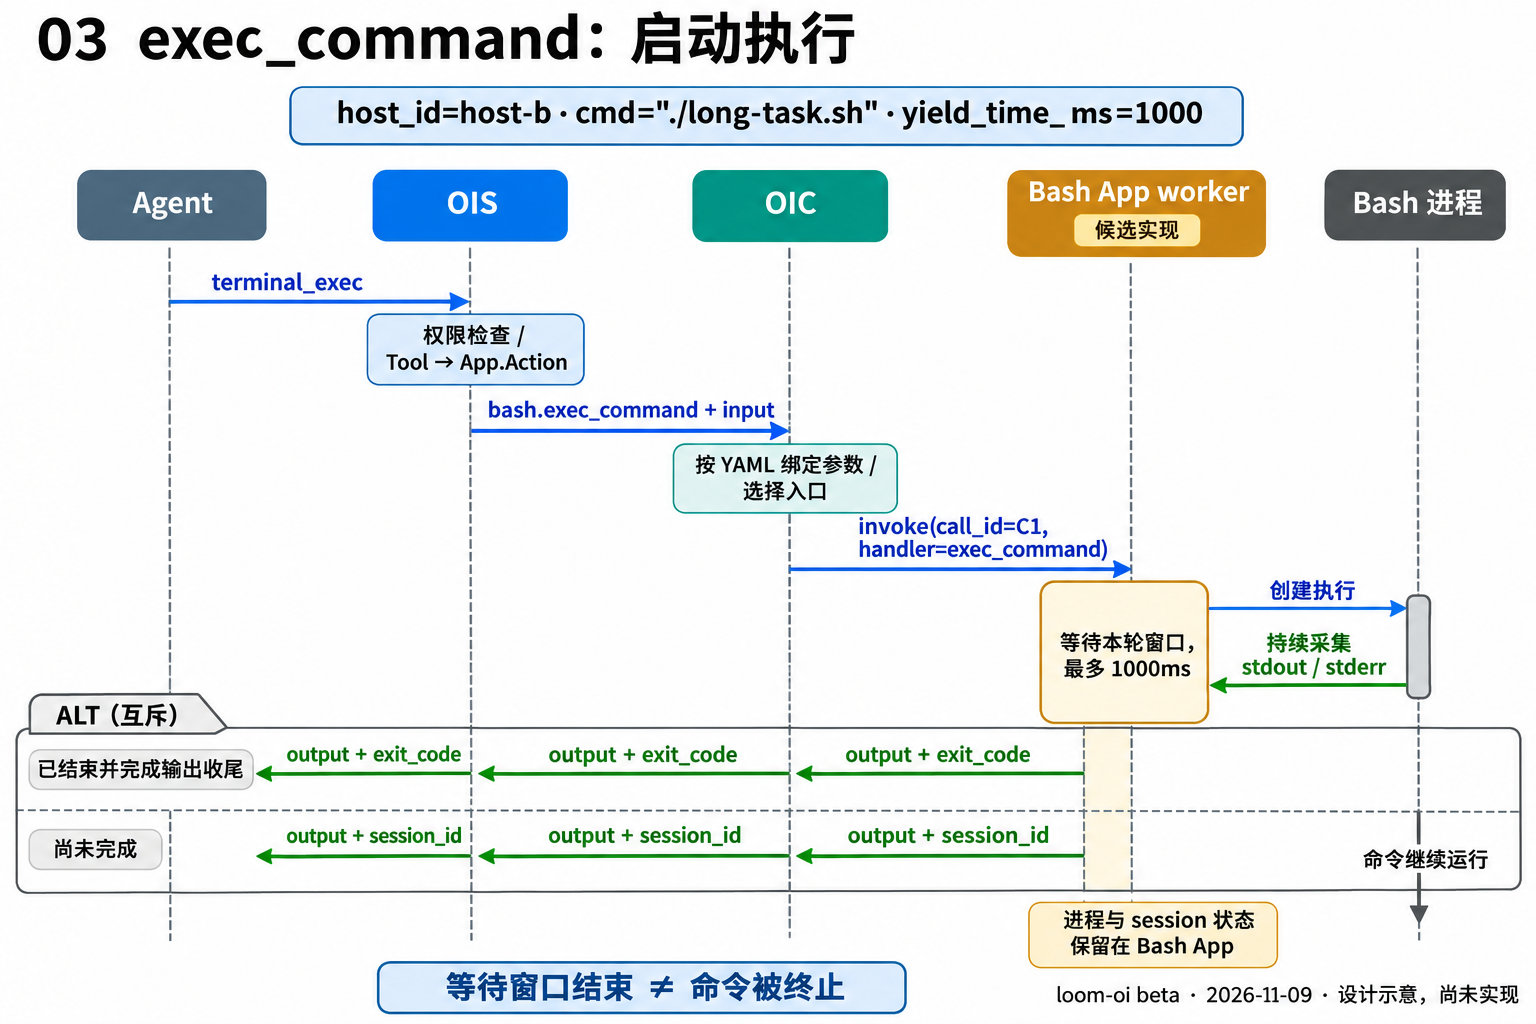 03 exec_command：启动执行
host_id=host-b · cmd="./long-task.sh" · yield_time_ms=1000
Agent
OIS
OIC
Bash App worker
候选实现
Bash 进程
terminal_exec
权限检查 /
Tool → App.Action
bash.exec_command + input
按 YAML 绑定参数 /
选择入口
invoke(call_id=C1,
handler=exec_command)
创建执行
等待本轮窗口，
最多 1000ms
持续采集
stdout / stderr
ALT（互斥）
已结束并完成输出收尾
output + exit_code
output + exit_code
output + exit_code
尚未完成
output + session_id
output + session_id
output + session_id
命令继续运行
进程与 session 状态
保留在 Bash App
等待窗口结束 ≠ 命令被终止
loom-oi beta · 2026-11-09 · 设计示意，尚未实现